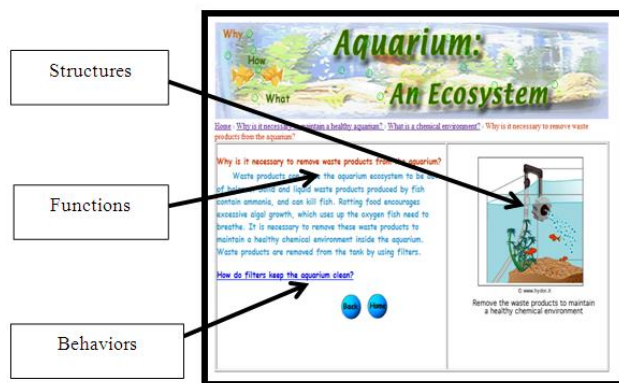 Structures
Functions
Behaviors
Why
How
What
Aquarium:
An Ecosystem
Home - Why is it necessary to maintain a healthy aquarium? - What is a chemical environment? - Why is it necessary to remove waste
products from the aquarium?
Why is it necessary to remove waste products from the aquarium?
Waste products can the aquarium ecosystem to be out
of and liquid waste products produced by fish
contain ammonia, and can kill fish. Rotting food encourages
excessive algal growth, which uses up the oxygen fish need to
breathe. It is necessary to remove these waste products to
maintain a healthy chemical environment inside the aquarium.
Waste products are removed from the tank by using filters.
How do filters keep the aquarium clean?
Back
Home
© www.hydor.it
Remove the waste products to maintain
a healthy chemical environment